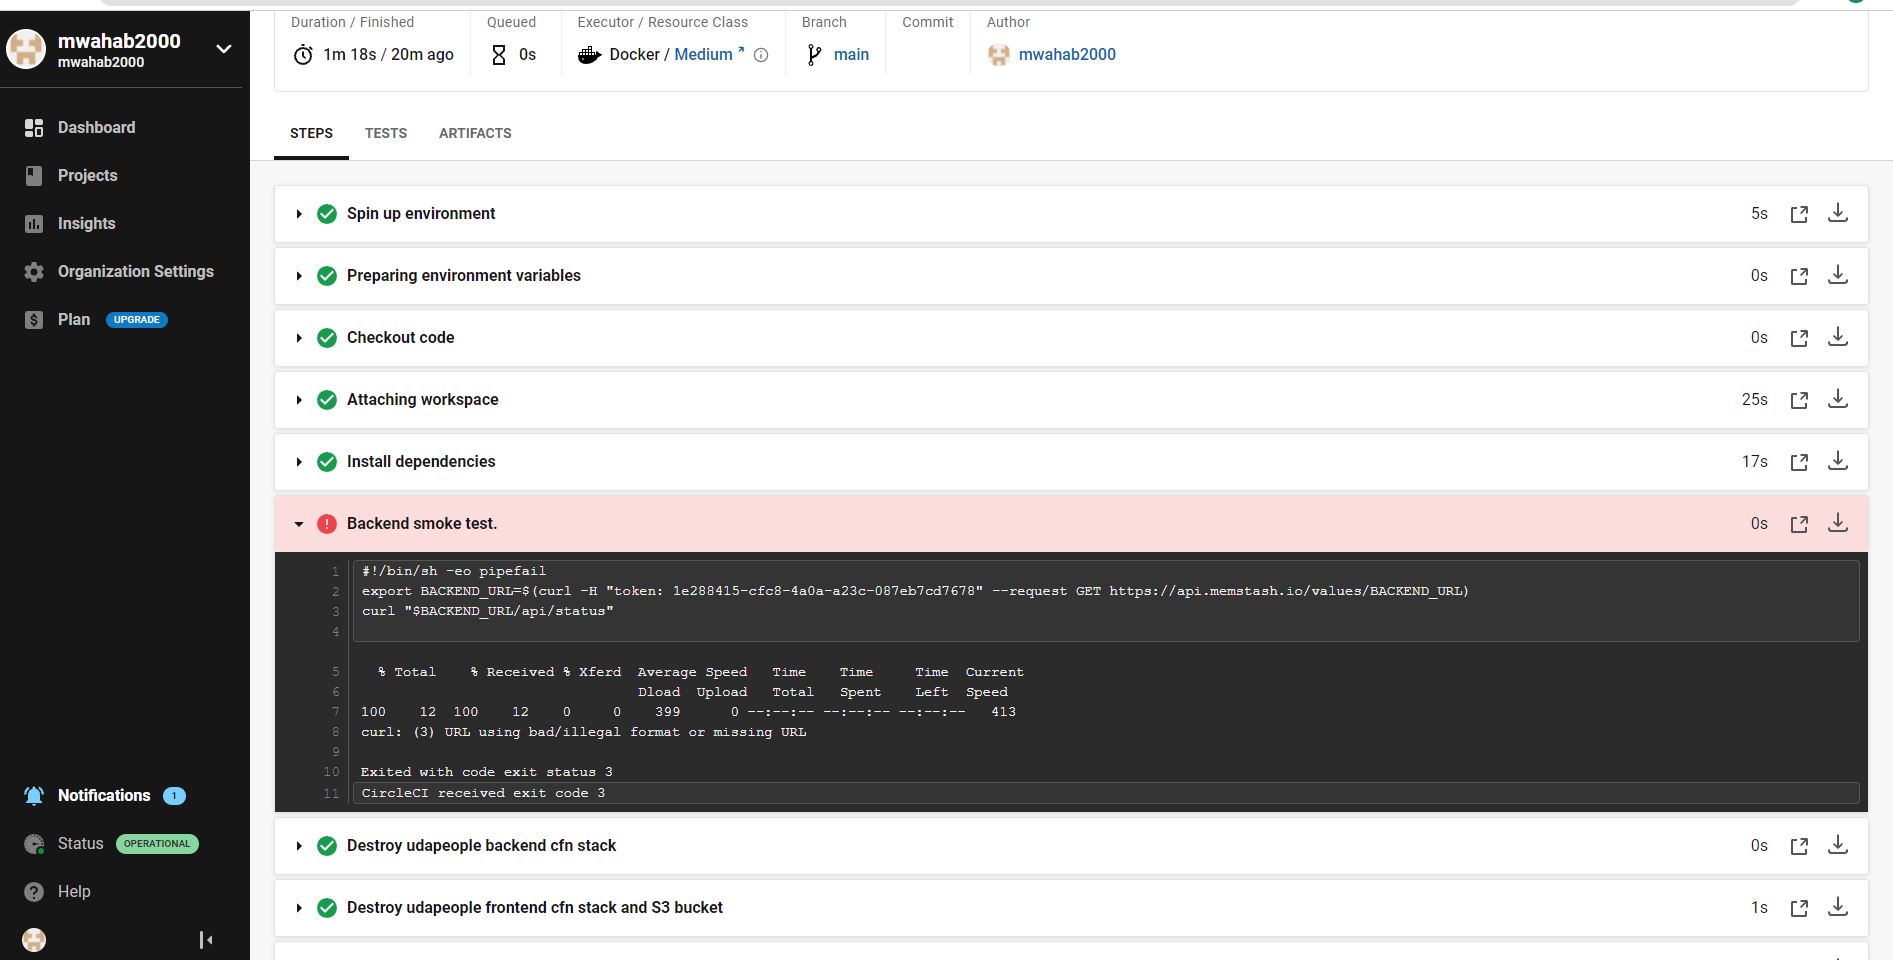 mwahab2000
mwahab2000
Dashboard
Projects
Insights
Organization Settings
Plan UPGRADE
Notifications 1
Status OPERATIONAL
Help
Duration / Finished Queued Executor / Resource Class Branch Commit Author
1m 18s / 20m ago 0s Docker / Medium main mwahab2000
STEPS TESTS ARTIFACTS
Spin up environment 5s
Preparing environment variables 0s
Checkout code 0s
Attaching workspace 25s
Install dependencies 17s
Backend smoke test. 0s
1 #!/bin/sh -eo pipefail
2 export BACKEND_URL=$(curl -H "token: 1e288415-cfc8-4a0a-a23c-087eb7cd7678" --request GET https://api.memstash.io/values/BACKEND_URL)
3 curl "$BACKEND_URL/api/status"
4
5 % Total % Received % Xferd Average Speed Time Time Time Current
6 Dload Upload Total Spent Left Speed
7 100 12 100 12 0 0 399 0 --:--:-- --:--:-- --:--:-- 413
8 curl: (3) URL using bad/illegal format or missing URL
9
10 Exited with code exit status 3
11 CircleCI received exit code 3
Destroy udapeople backend cfn stack 0s
Destroy udapeople frontend cfn stack and S3 bucket 1s